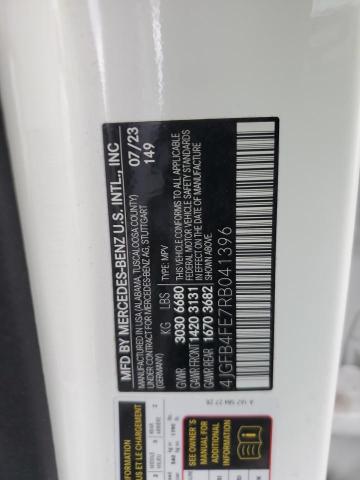 MFD BY MERCEDES-BENZ U.S. INTL., INC
MANUFACTURED IN USA (ALABAMA, TUSCALOOSA COUNTY)
UNDER CONTRACT FOR MERCEDES-BENZ AG, STUTTGART
(GERMANY)
07/23
149
KG LBS TYPE: MPV
GVWR 3030 6680
GAWR FRONT 1420 3131
GAWR REAR 1670 3682
THIS VEHICLE CONFORMS TO ALL APPLICABLE
FEDERAL MOTOR VEHICLE SAFETY STANDARDS
IN EFFECT ON THE DATE OF MANUFACTURE
SHOWN ABOVE.
4JGFB4FE7RB041396
SEE OWNER'S
MANUAL FOR
ADDITIONAL
INFORMATION